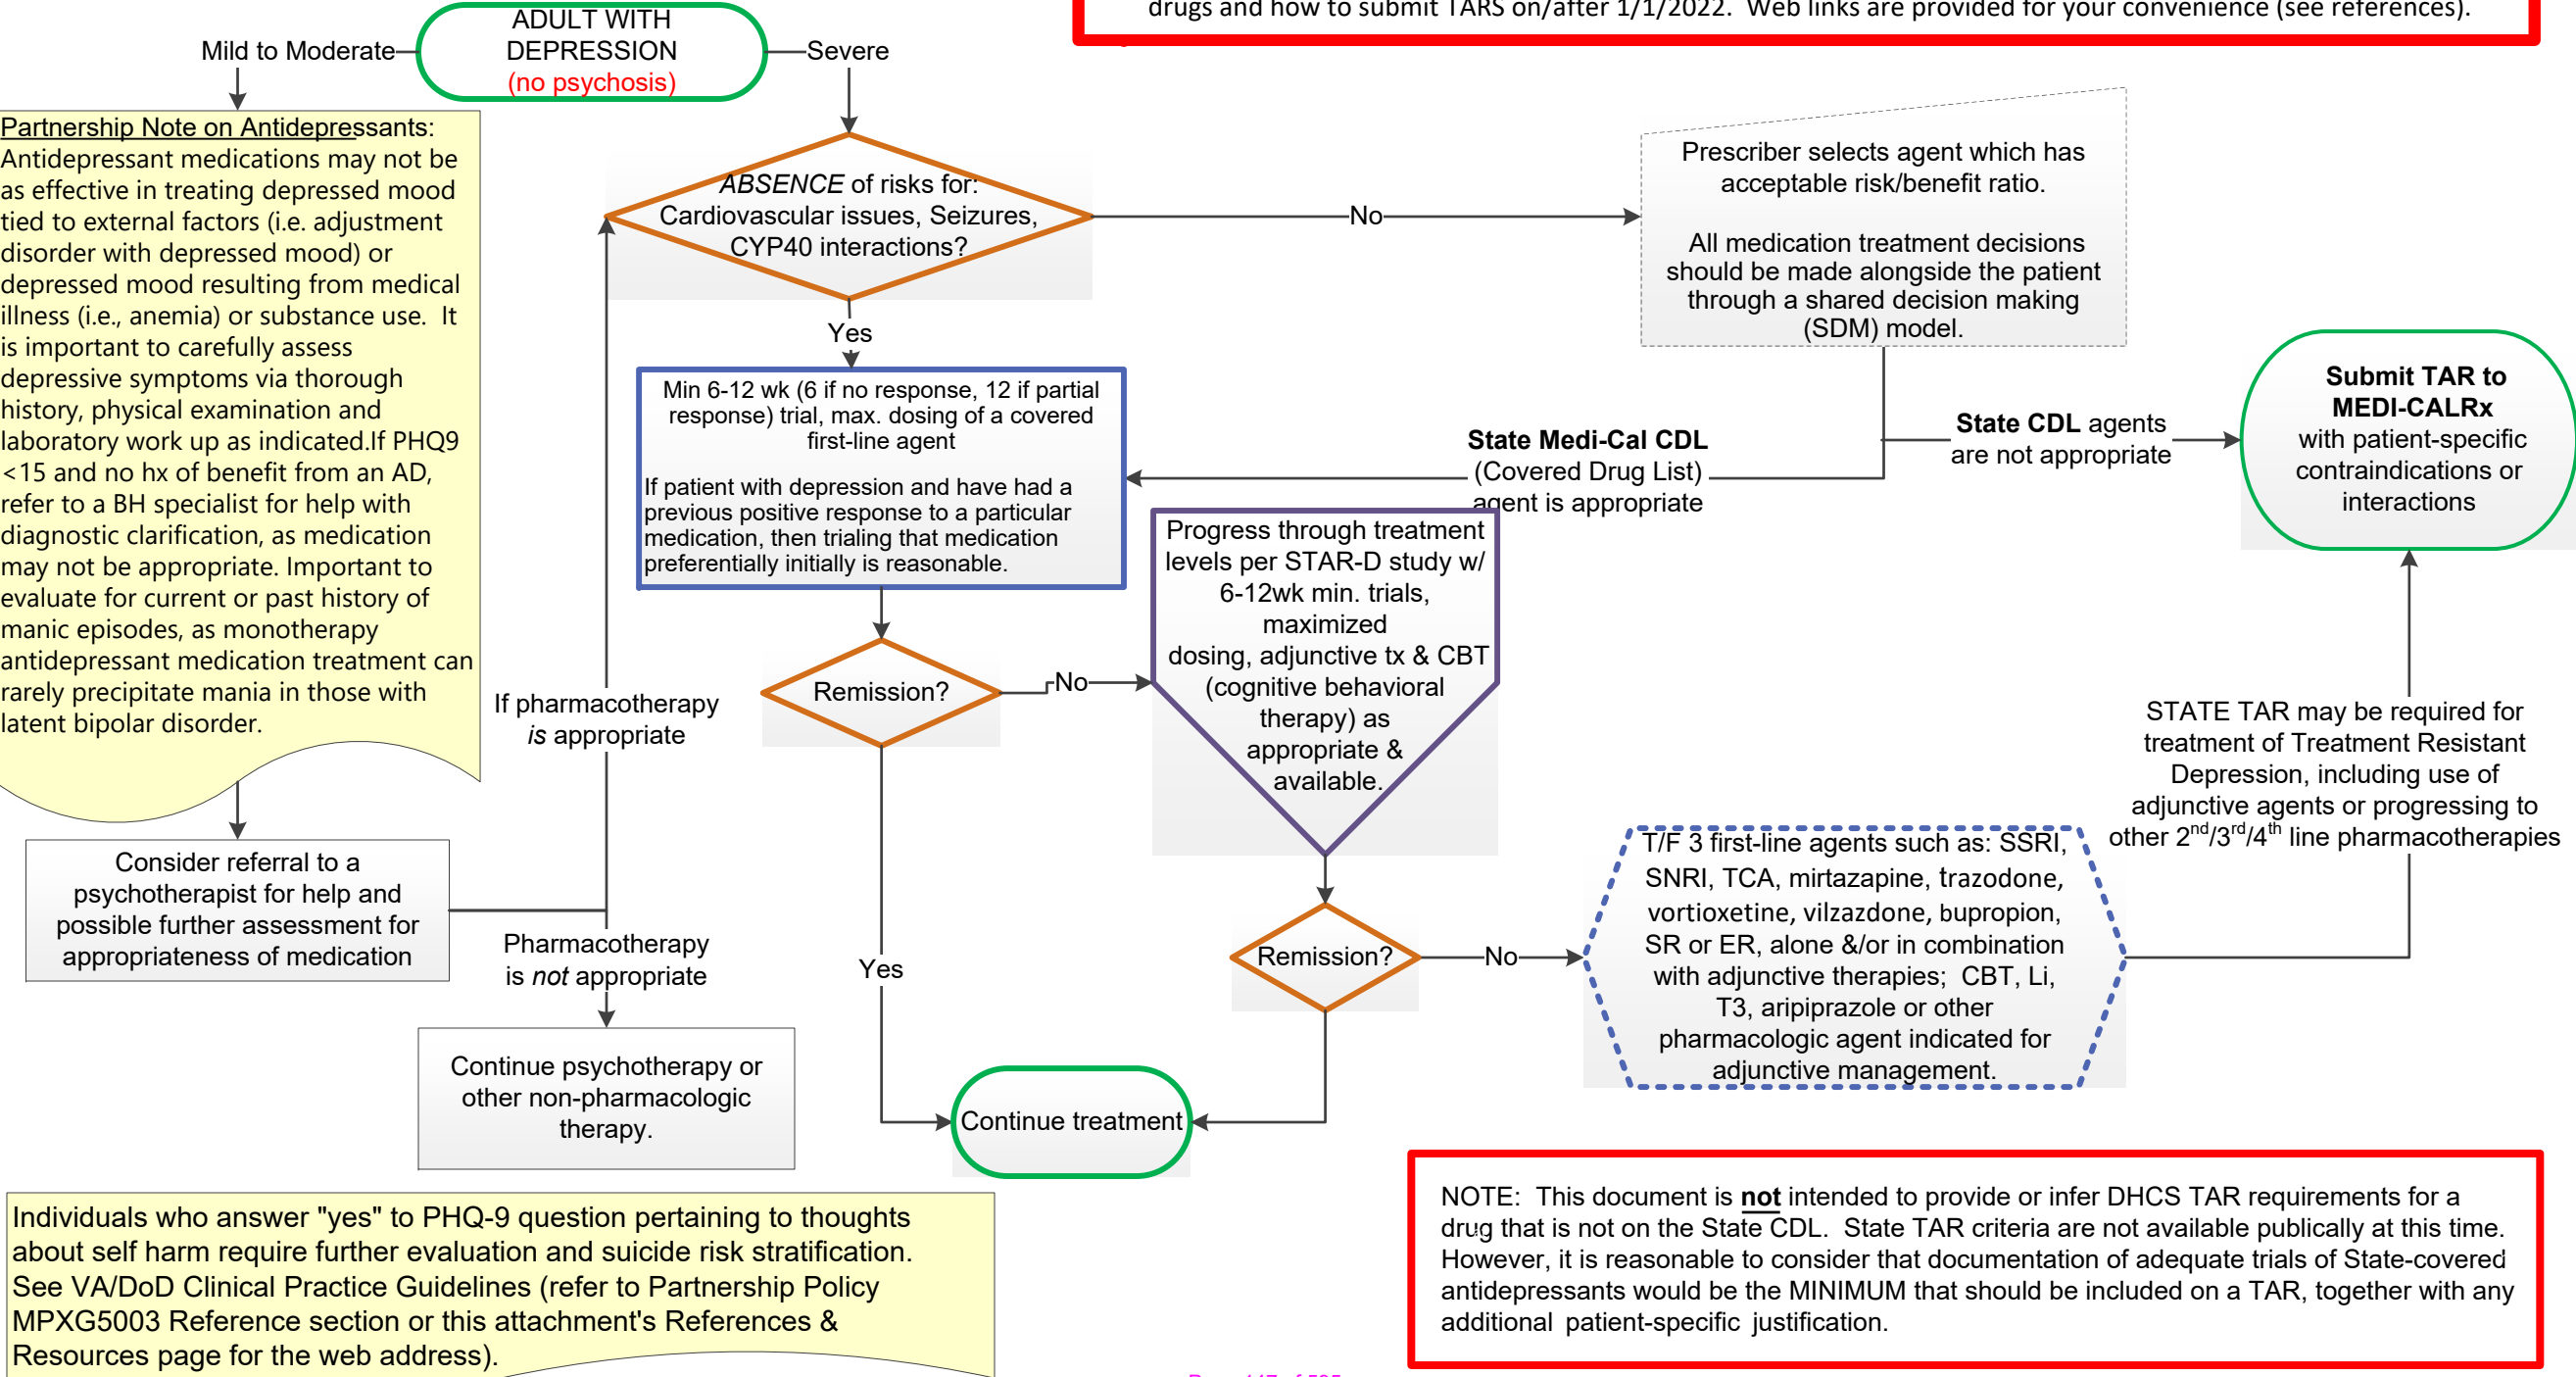 drugs and how to submit TARS on/after 1/1/2022.  Web links are provided for your convenience (see references).
ADULT WITH
DEPRESSION
(no psychosis)
Mild to Moderate
Severe
Partnership Note on Antidepressants:
Antidepressant medications may not be
as effective in treating depressed mood
tied to external factors (i.e. adjustment
disorder with depressed mood) or
depressed mood resulting from medical
illness (i.e., anemia) or substance use.  It
is important to carefully assess
depressive symptoms via thorough
history, physical examination and
laboratory work up as indicated.If PHQ9
<15 and no hx of benefit from an AD,
refer to a BH specialist for help with
diagnostic clarification, as medication
may not be appropriate. Important to
evaluate for current or past history of
manic episodes, as monotherapy
antidepressant medication treatment can
rarely precipitate mania in those with
latent bipolar disorder.
ABSENCE of risks for:
Cardiovascular issues, Seizures,
CYP40 interactions?
No
Yes
Prescriber selects agent which has
acceptable risk/benefit ratio.
All medication treatment decisions
should be made alongside the patient
through a shared decision making
(SDM) model.
Min 6-12 wk (6 if no response, 12 if partial
response) trial, max. dosing of a covered
first-line agent
If patient with depression and have had a
previous positive response to a particular
medication, then trialing that medication
preferentially initially is reasonable.
State Medi-Cal CDL
(Covered Drug List)
agent is appropriate
State CDL agents
are not appropriate
Submit TAR to
MEDI-CALRx
with patient-specific
contraindications or
interactions
Progress through treatment
levels per STAR-D study w/
6-12wk min. trials,
maximized
dosing, adjunctive tx & CBT
(cognitive behavioral
therapy) as
appropriate &
available.
Remission?
No
Yes
If pharmacotherapy
is appropriate
STATE TAR may be required for
treatment of Treatment Resistant
Depression, including use of
adjunctive agents or progressing to
other 2nd/3rd/4th line pharmacotherapies
Consider referral to a
psychotherapist for help and
possible further assessment for
appropriateness of medication
Pharmacotherapy
is not appropriate
Continue psychotherapy or
other non-pharmacologic
therapy.
Remission?
No
T/F 3 first-line agents such as: SSRI,
SNRI, TCA, mirtazapine, trazodone,
vortioxetine, vilzazdone, bupropion,
SR or ER, alone &/or in combination
with adjunctive therapies;  CBT, Li,
T3, aripiprazole or other
pharmacologic agent indicated for
adjunctive management.
Continue treatment
Individuals who answer "yes" to PHQ-9 question pertaining to thoughts
about self harm require further evaluation and suicide risk stratification.
See VA/DoD Clinical Practice Guidelines (refer to Partnership Policy
MPXG5003 Reference section or this attachment's References &
Resources page for the web address).
NOTE:  This document is not intended to provide or infer DHCS TAR requirements for a
drug that is not on the State CDL.  State TAR criteria are not available publically at this time.
However, it is reasonable to consider that documentation of adequate trials of State-covered
antidepressants would be the MINIMUM that should be included on a TAR, together with any
additional patient-specific justification.